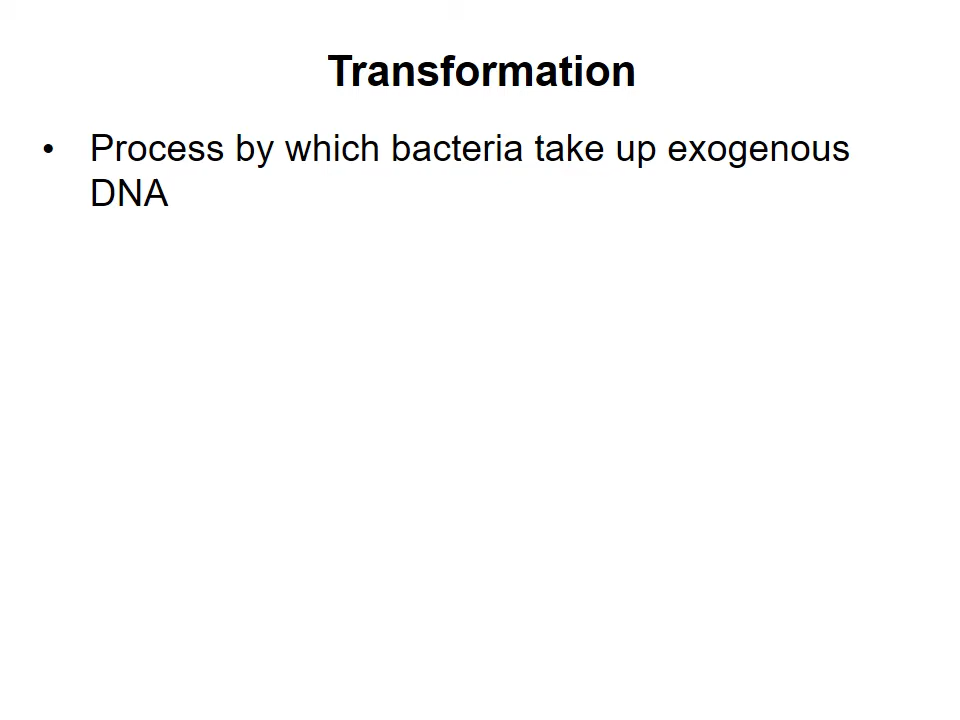 Transformation
• Process by which bacteria take up exogenous
DNA